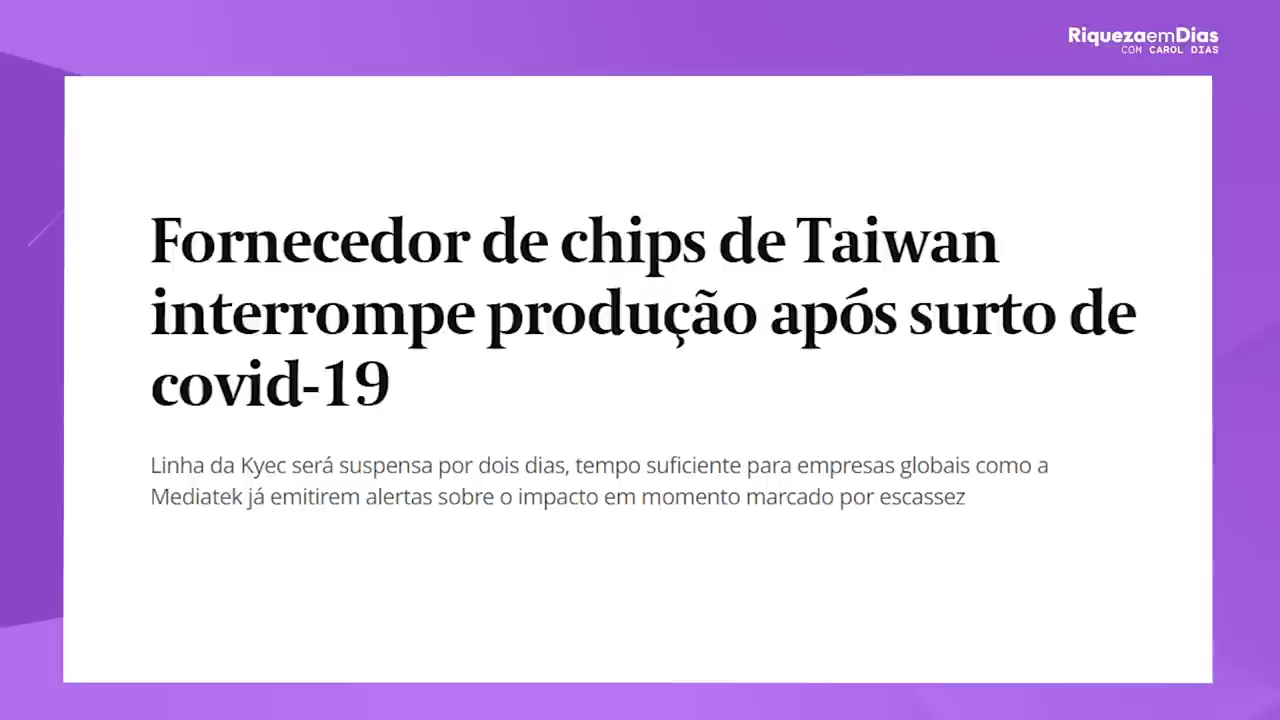 RiquezaemDias
COM CAROL DIAS
Fornecedor de chips de Taiwan
interrompe produção após surto de
covid-19
Linha da Kyec será suspensa por dois dias, tempo suficiente para empresas globais como a
Mediatek já emitirem alertas sobre o impacto em momento marcado por escassez